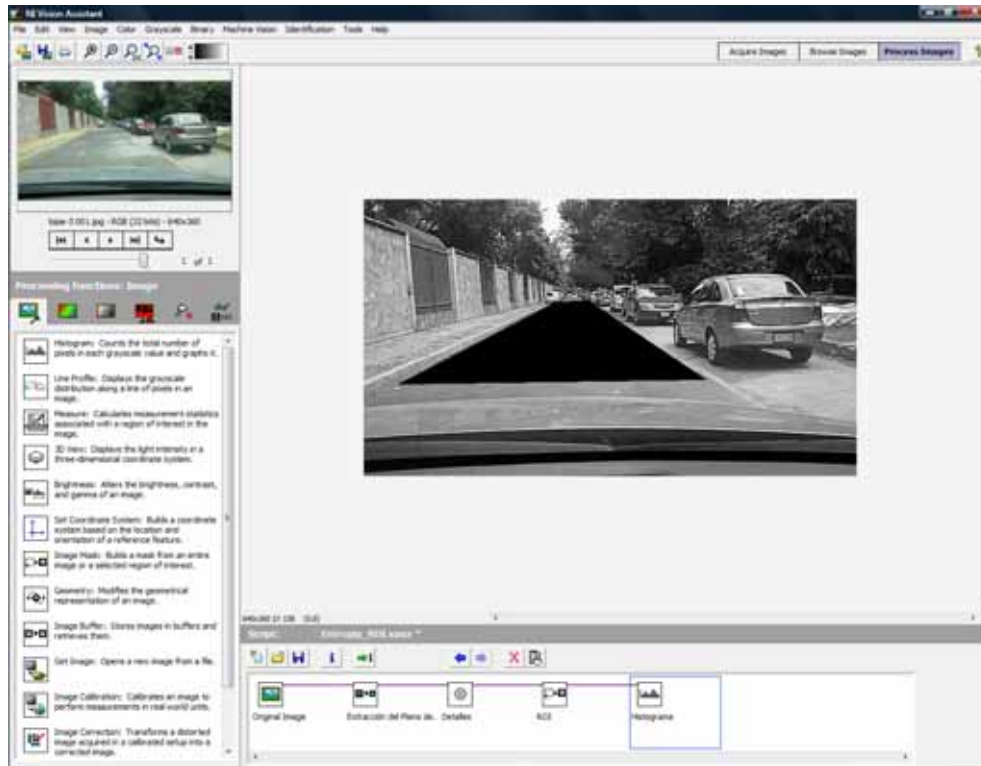 NI Vision Assistant
File Edit View Image Color Grayscale Binary Machine Vision Identification Tools Help
Acquire Images Browse Images Process Images
1 of 1
Processing Functions: Image
Histogram: Counts the total number of
pixels in each grayscale value and graphs it.
Line Profile: Displays the grayscale
distribution along a line of pixels in an
image.
Measure: Calculates measurement statistics
associated with a region of interest in the
image.
3D View: Displays the light intensity in a
three-dimensional coordinate system.
Brightness: Alters the brightness, contrast,
and gamma of an image.
Set Coordinate System: Builds a coordinate
system based on the location and
orientation of a reference feature.
Image Mask: Builds a mask from an entire
image or a selected region of interest.
Geometry: Modifies the geometrical
representation of an image.
Image Buffer: Stores images in buffers and
retrieves them.
Get Image: Opens a new image from a file.
Image Calibration: Calibrates an image to
perform measurements in real-world units.
Image Correction: Transforms a distorted
image acquired in a calibrated setup into a
corrected image.
Script:
Original Image
Extracción del Plano de..
Detalles
ROI
Histograma